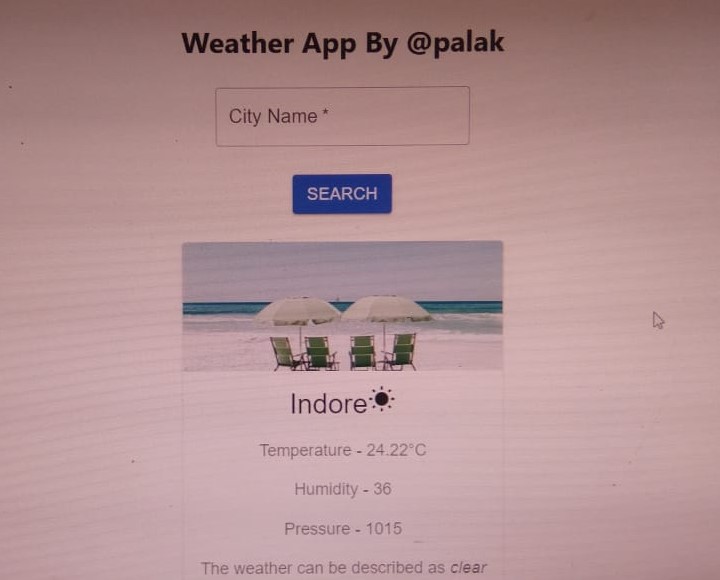 Weather App By @palak
City Name *
SEARCH
Indore
Temperature - 24.22°C
Humidity - 36
Pressure - 1015
The weather can be described as clear